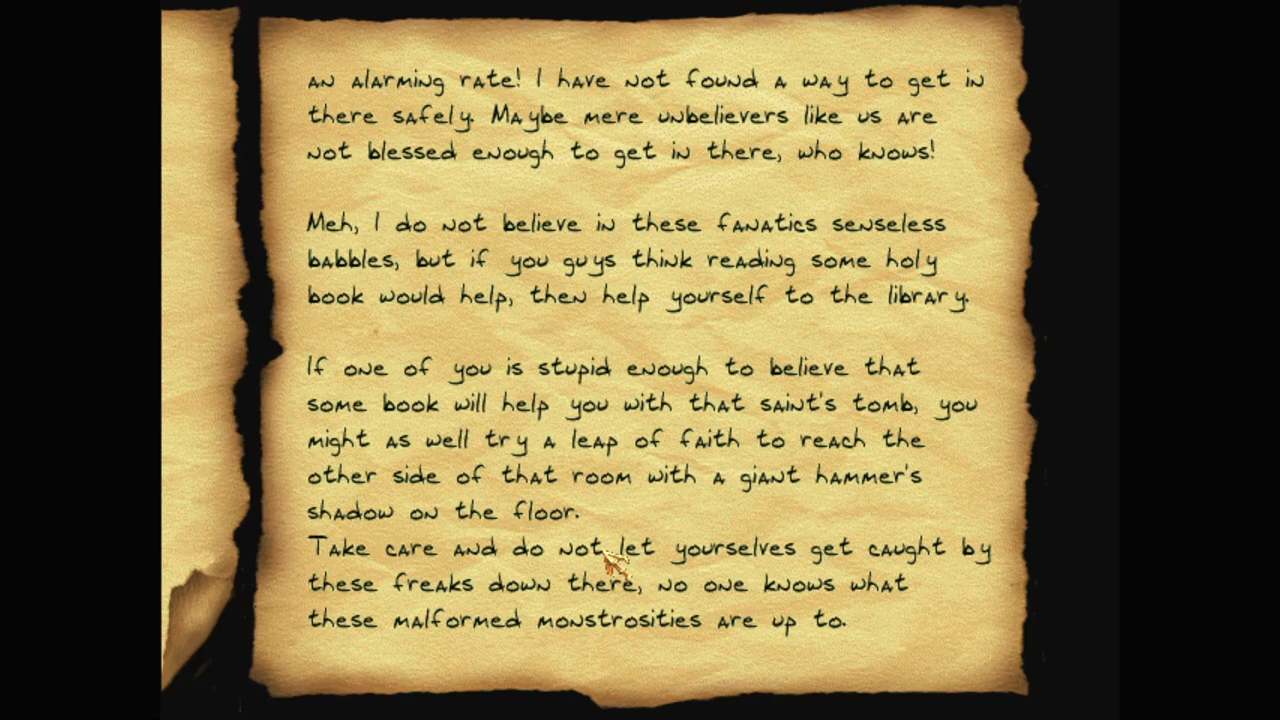 an alarming rate! I have not found a way to get in
there safely. Maybe mere unbelievers like us are
not blessed enough to get in there, who knows!
Meh, I do not believe in these fanatics senseless
babbles, but if you guys think reading some holy
book would help, then help yourself to the library.
If one of you is stupid enough to believe that
some book will help you with that saint's tomb, you
might as well try a leap of faith to reach the
other side of that room with a giant hammer's
shadow on the floor.
Take care and do not let yourselves get caught by
these freaks down there, no one knows what
these malformed monstrosities are up to.